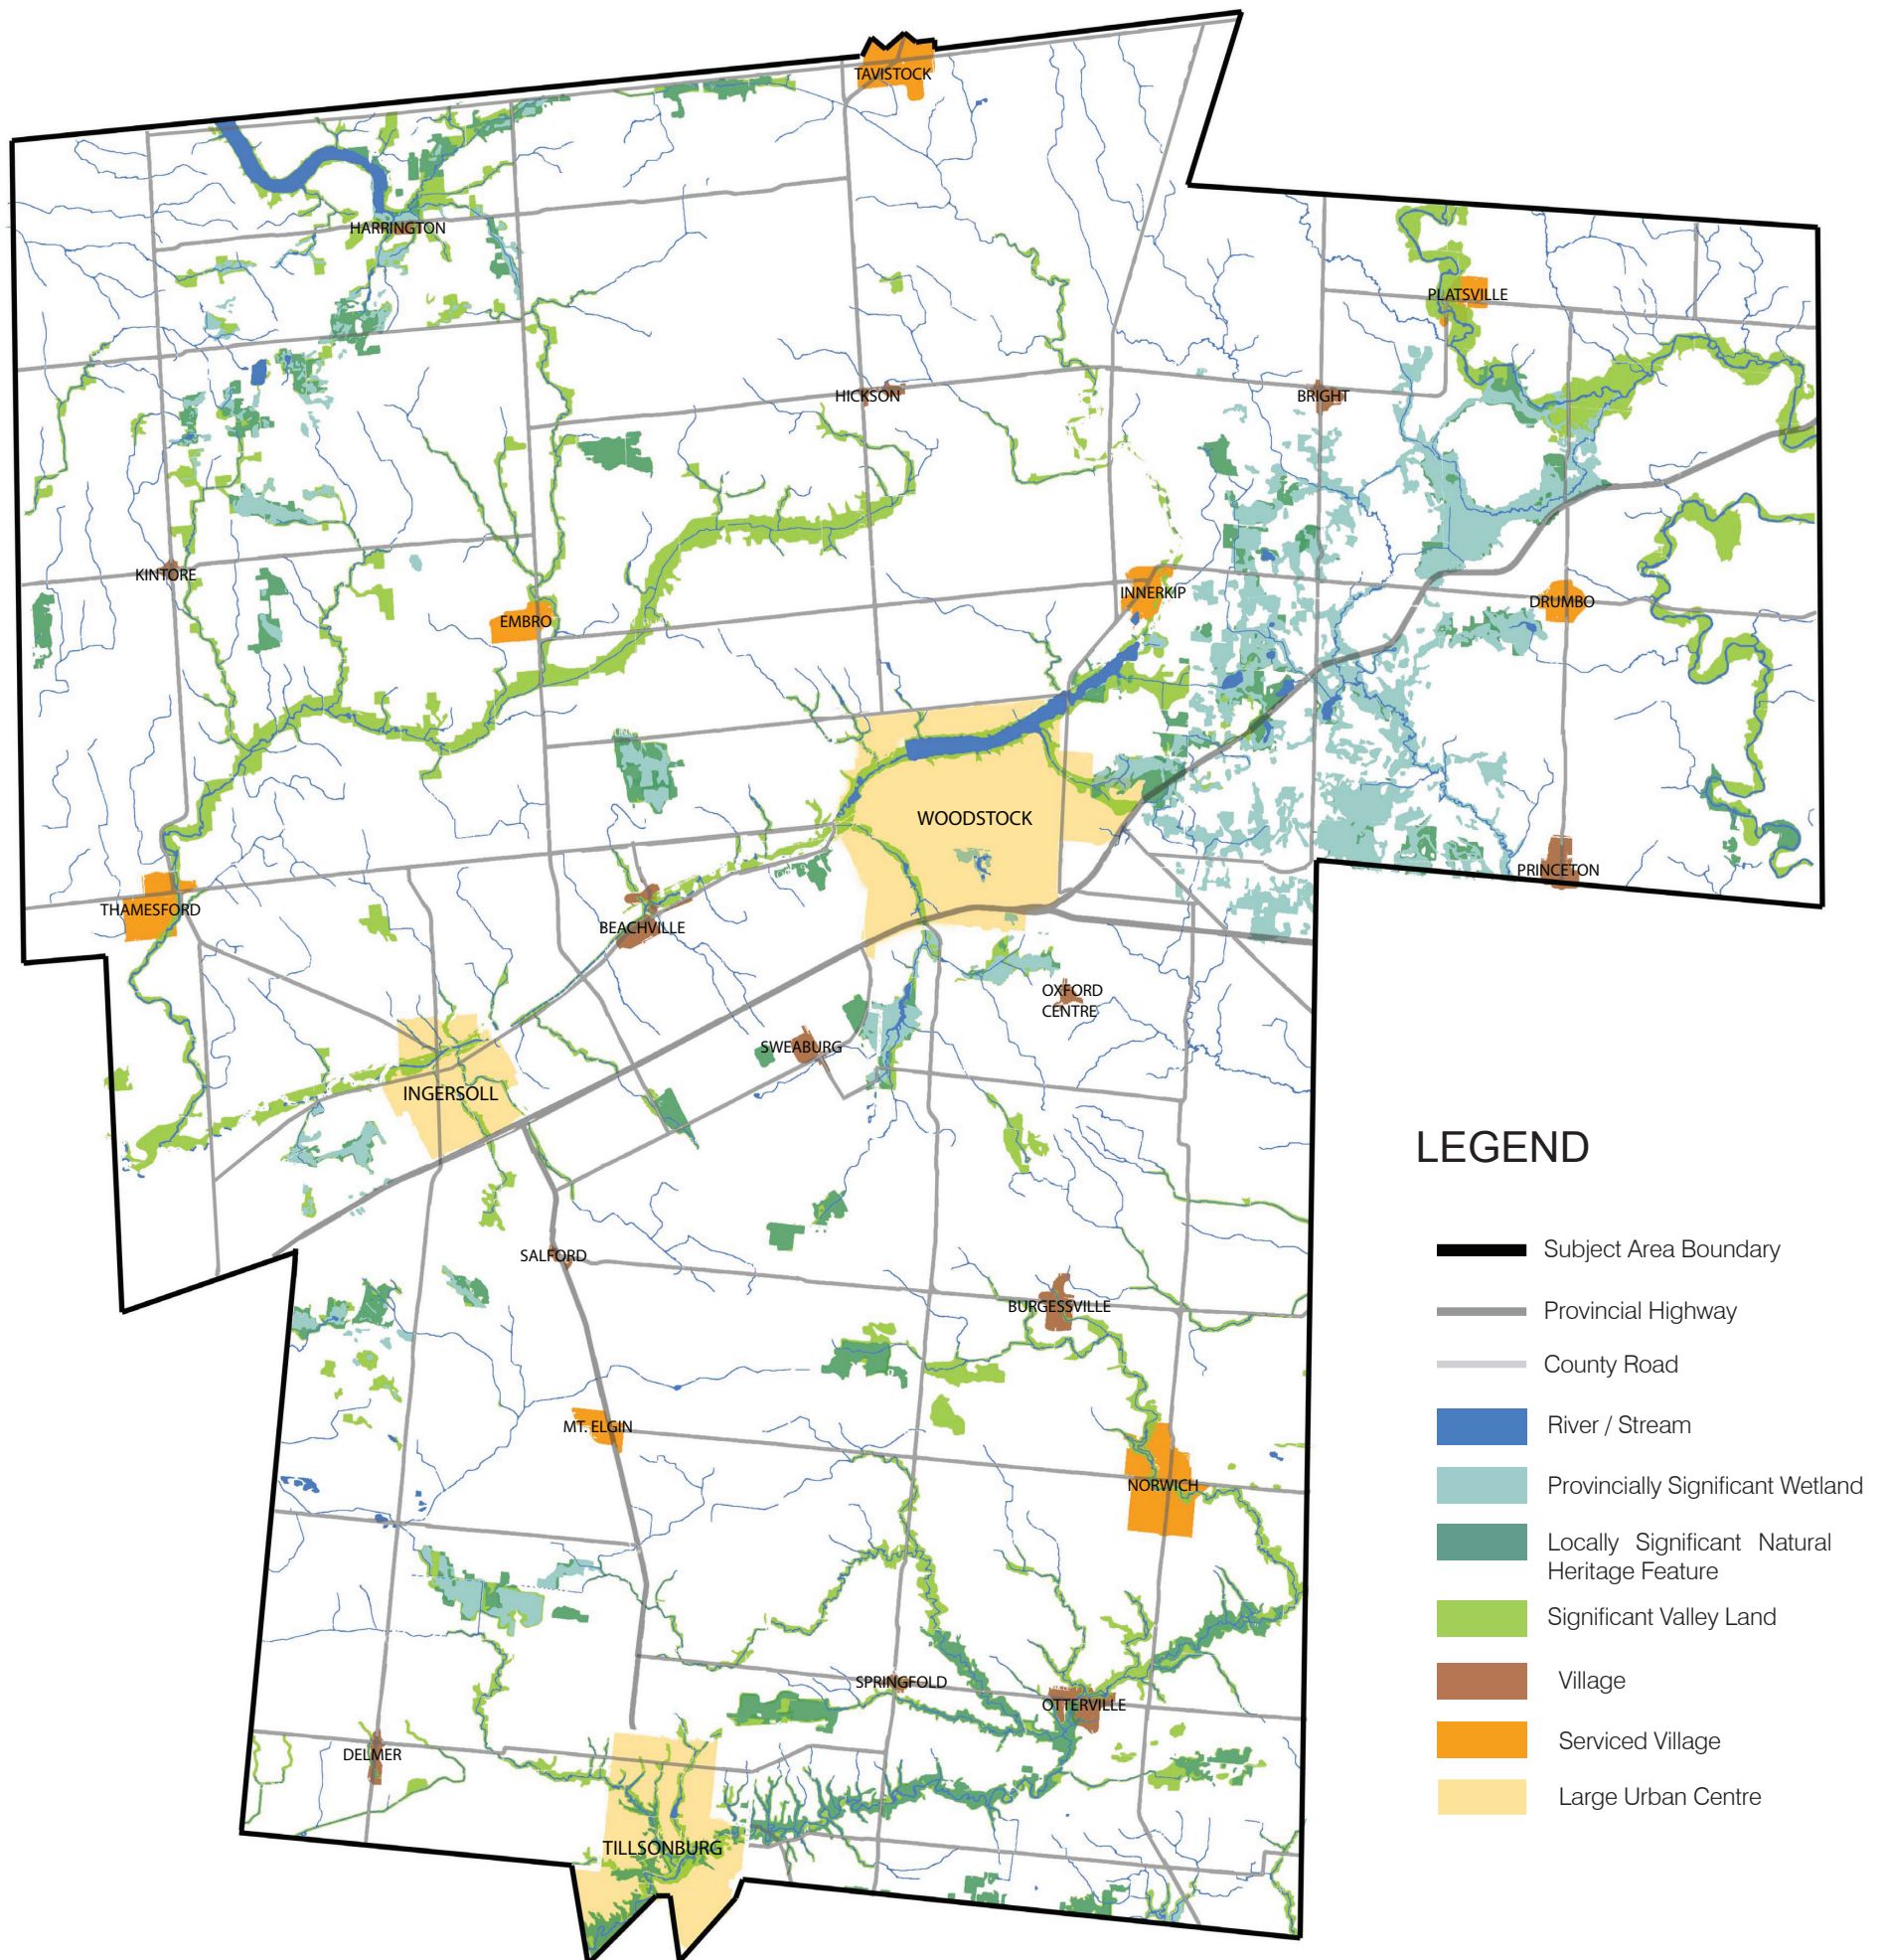 TAVISTOCK
HARRINGTON
PLATSVILLE
HICKSON
BRIGHT
KINTORE
INNERKIP
DRUMBO
EMBRO
WOODSTOCK
PRINCETON
THAMESFORD
BEACHVILLE
OXFORD
CENTRE
SWEABURG
INGERSOLL
SALFORD
BURGESSVILLE
MT. ELGIN
NORWICH
SPRINGFOLD
OTTERVILLE
DELMER
TILLSONBURG
LEGEND
Subject Area Boundary
Provincial Highway
County Road
River / Stream
Provincially Significant Wetland
Locally Significant Natural
Heritage Feature
Significant Valley Land
Village
Serviced Village
Large Urban Centre